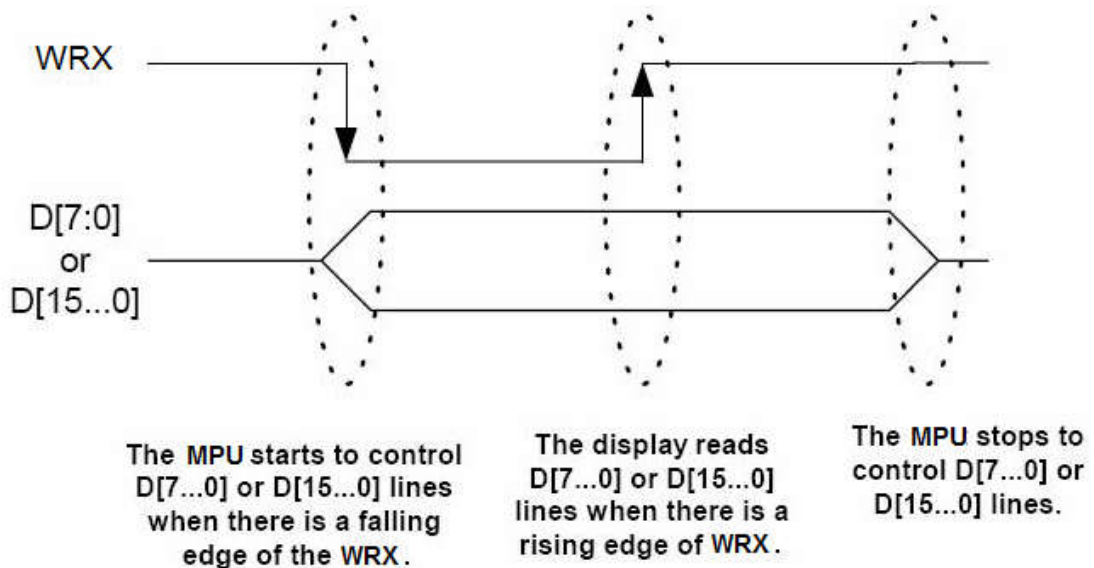 WRX
D[7:0]
or
D[15...0]
The MPU starts to control
D[7...0] or D[15...0] lines
when there is a falling
edge of the WRX.
The display reads
D[7...0] or D[15...0]
lines when there is a
rising edge of WRX.
The MPU stops to
control D[7...0] or
D[15...0] lines.